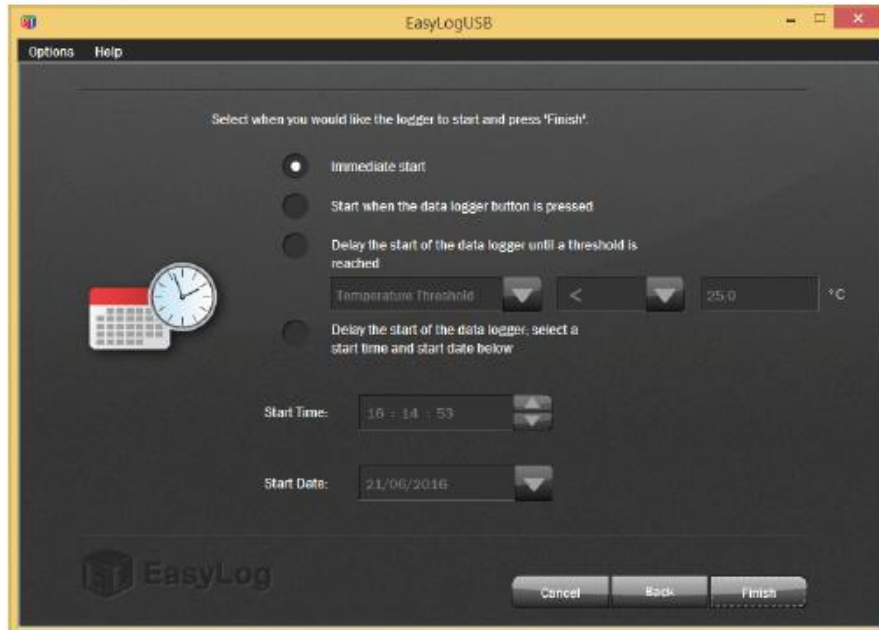 EasyLogUSB
Options Help
Select when you would like the logger to start and press 'Finish'.
Immediate start
Start when the data logger button is pressed
Delay the start of the data logger until a threshold is
reached
Temperature Threshold < 25.0 °C
Delay the start of the data logger, select a
start time and start date below
Start Time: 16 : 14 : 53
Start Date: 21/06/2016
EasyLog
Cancel Back Finish